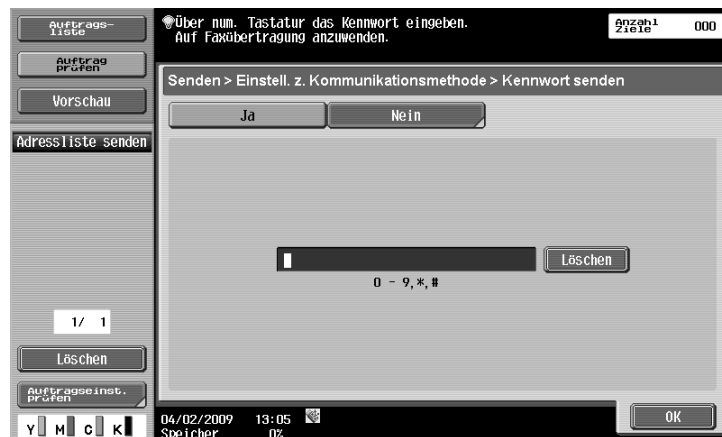 Auftrags-
liste
Auftrag
prüfen
Vorschau
Adressliste senden
1/ 1
Löschen
Auftragseinst.
prüfen
Y M C K
Über num. Tastatur das Kennwort eingeben.
Auf Faxübertragung anzuwenden.
Anzahl
Ziele 000
Senden > Einstell. z. Kommunikationsmethode > Kennwort senden
Ja Nein
Löschen
0 - 9,*,#
04/02/2009 13:05
Speicher 0%
OK